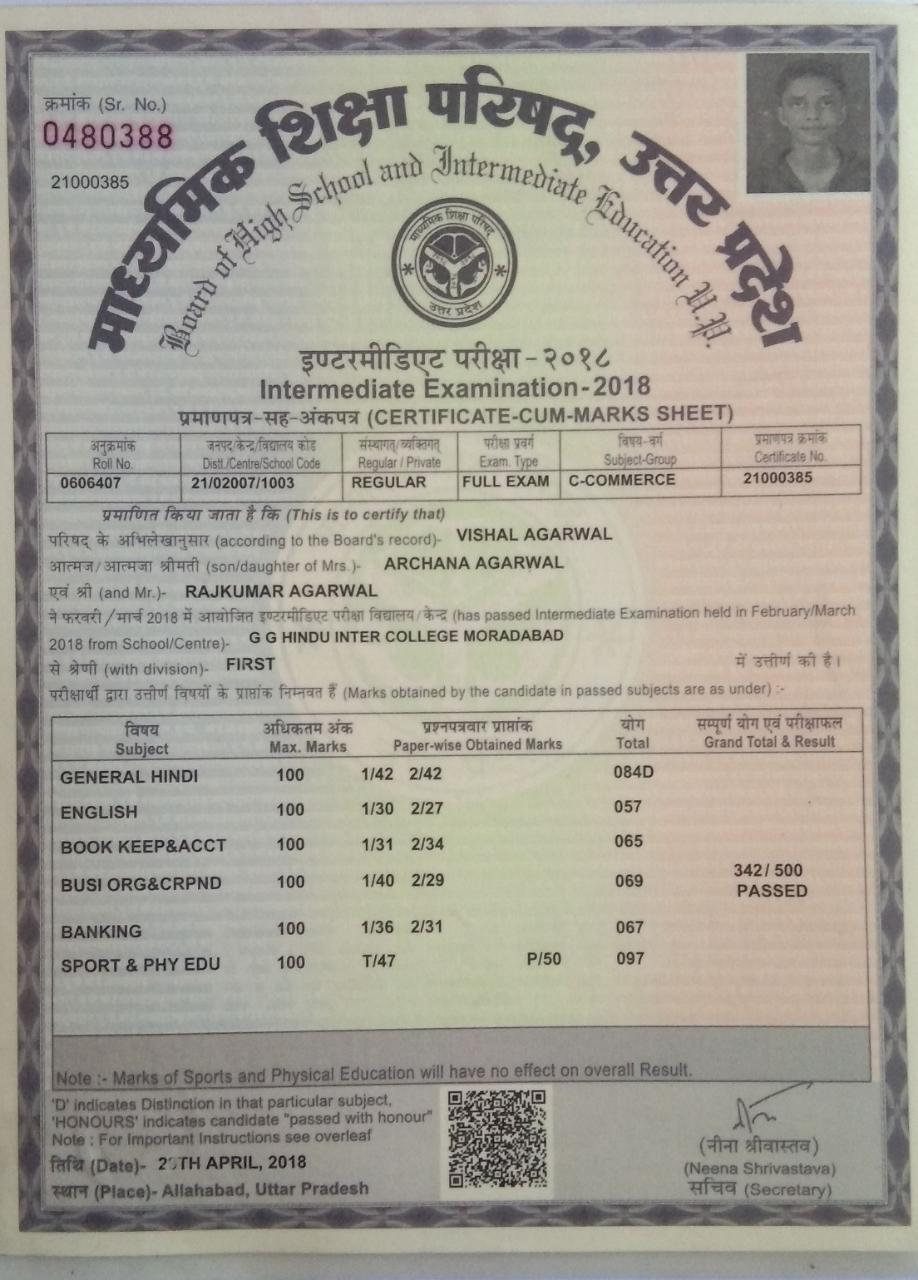 क्रमांक (Sr. No.)
0480388
21000385
माध्यमिक शिक्षा परिषद्, उत्तर प्रदेश
Board of High School and Intermediate Education U.P.
माध्यमिक शिक्षा परिषद्
उत्तर प्रदेश
इण्टरमीडिएट परीक्षा - २०१८
Intermediate Examination - 2018
प्रमाणपत्र-सह-अंकपत्र (CERTIFICATE-CUM-MARKS SHEET)
अनुक्रमांक जनपद/केन्द्र/विद्यालय कोड संस्थागत्/व्यक्तिगत् परीक्षा प्रवर्ग विषय-वर्ग प्रमाणपत्र क्रमांक
Roll No. Distt./Centre/School Code Regular / Private Exam. Type Subject-Group Certificate No.
0606407 21/02007/1003 REGULAR FULL EXAM C-COMMERCE 21000385
प्रमाणित किया जाता है कि (This is to certify that)
परिषद के अभिलेखानुसार (according to the Board's record)- VISHAL AGARWAL
आत्मज/आत्मजा श्रीमती (son/daughter of Mrs.)- ARCHANA AGARWAL
एवं श्री (and Mr.)- RAJKUMAR AGARWAL
ने फरवरी/मार्च 2018 में आयोजित इण्टरमीडिएट परीक्षा विद्यालय/केन्द्र (has passed Intermediate Examination held in February/March
2018 from School/Centre)- G G HINDU INTER COLLEGE MORADABAD
से श्रेणी (with division)- FIRST में उत्तीर्ण की है।
परीक्षार्थी द्वारा उत्तीर्ण विषयों के प्राप्तांक निम्नवत हैं (Marks obtained by the candidate in passed subjects are as under) :-
विषय अधिकतम अंक प्रश्नपत्रवार प्राप्तांक योग सम्पूर्ण योग एवं परीक्षाफल
Subject Max. Marks Paper-wise Obtained Marks Total Grand Total & Result
GENERAL HINDI 100 1/42 2/42 084D
ENGLISH 100 1/30 2/27 057
BOOK KEEP&ACCT 100 1/31 2/34 065
342/ 500
BUSI ORG&CRPND 100 1/40 2/29 069
PASSED
BANKING 100 1/36 2/31 067
SPORT & PHY EDU 100 T/47 P/50 097
Note :- Marks of Sports and Physical Education will have no effect on overall Result.
'D' indicates Distinction in that particular subject,
'HONOURS' indicates candidate "passed with honour"
Note : For Important Instructions see overleaf
तिथि (Date)- APRIL, 2018
स्थान (Place)- Allahabad, Uttar Pradesh
(नीना श्रीवास्तव)
(Neena Shrivastava)
सचिव (Secretary)